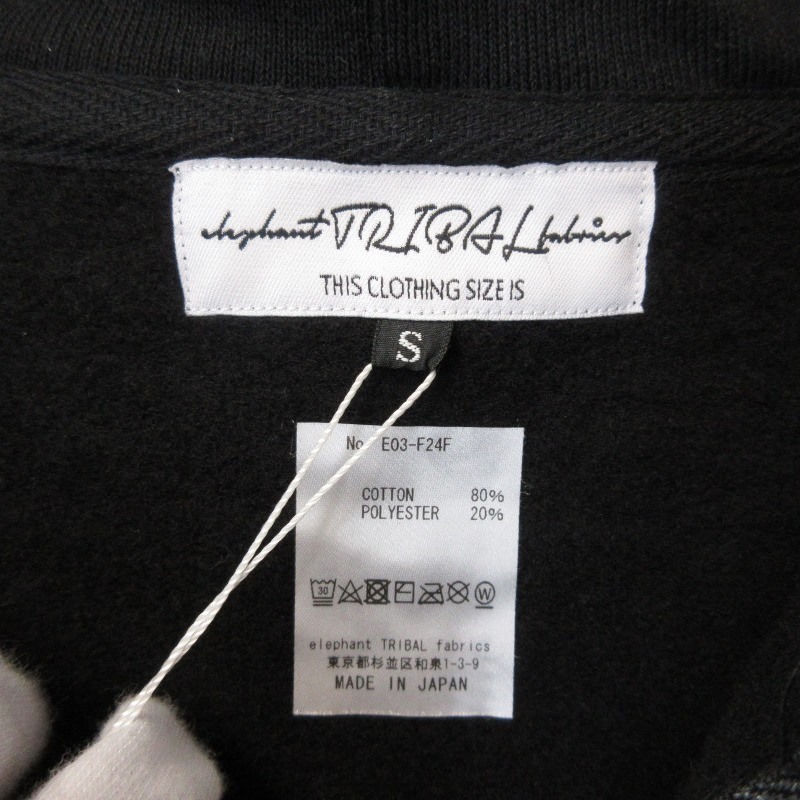 elephant TRIBAL fabrics
THIS CLOTHING SIZE IS
S
No. E03-F24F
COTTON 80%
POLYESTER 20%
30 W
elephant TRIBAL fabrics
東京都杉並区和泉1-3-9
MADE IN JAPAN